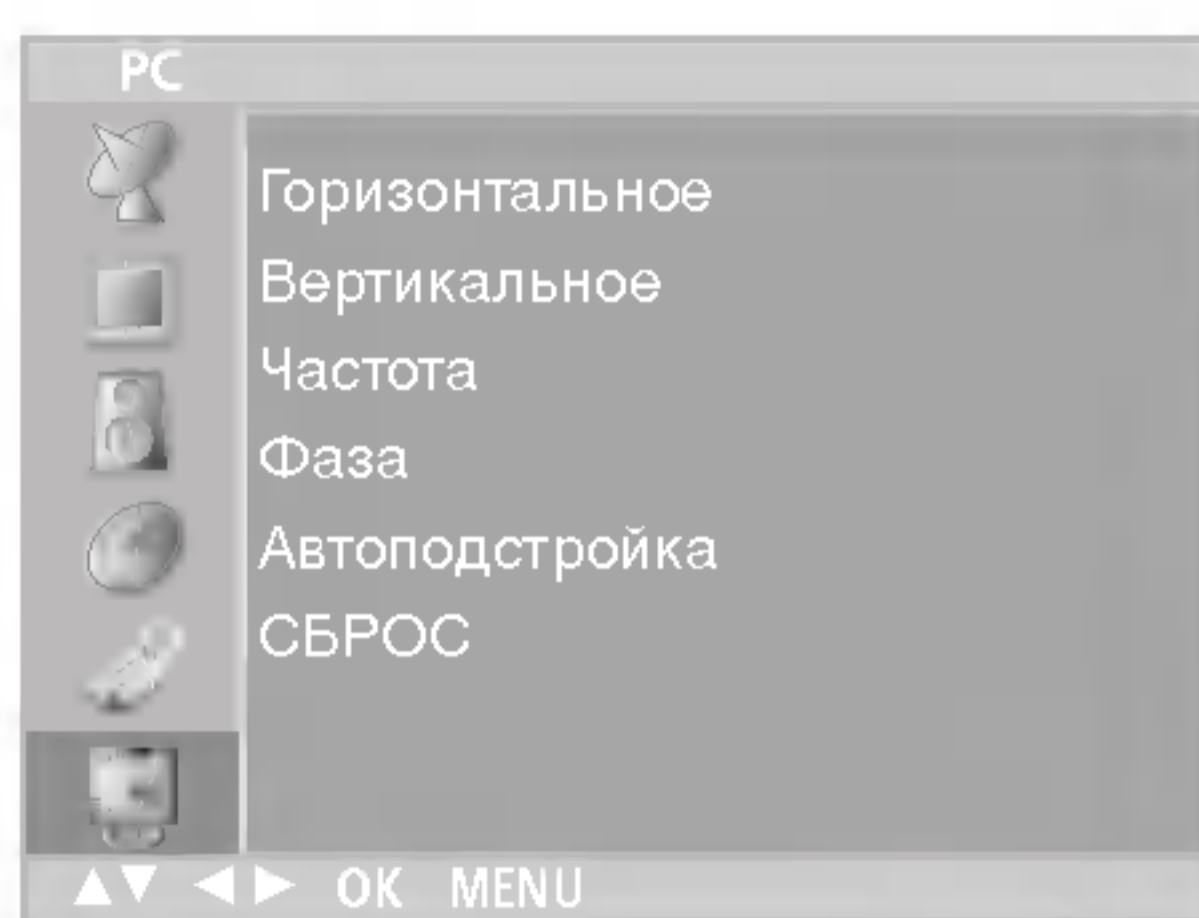 PC
Горизонтальное
Вертикальное
Частота
Фаза
Автоподстройка
СБРОС
▲▼ ◀▶ OK MENU